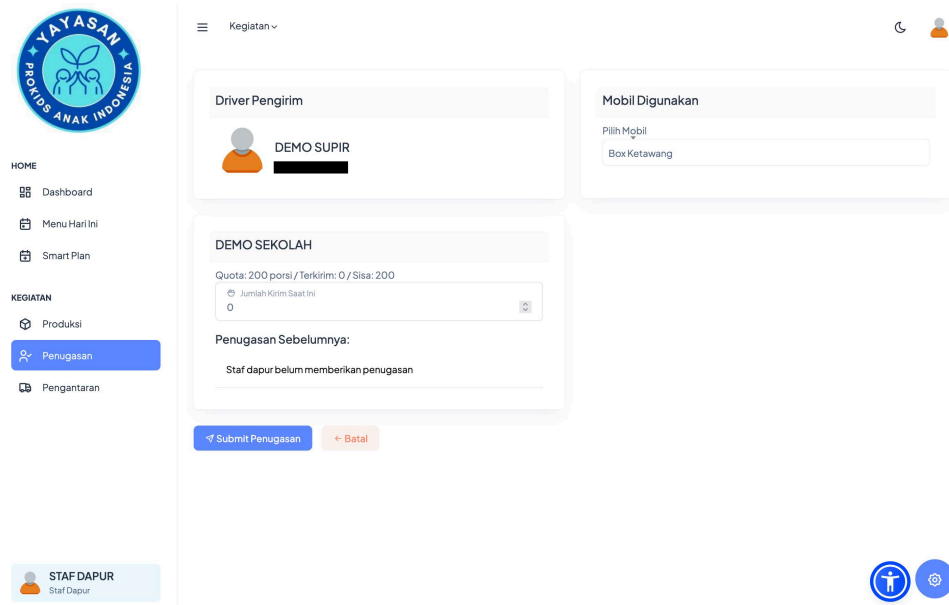 YAYASAN
PROKIDS ANAK INDONESIA
Kegiatan
HOME
Dashboard
Menu Hari Ini
Smart Plan
KEGIATAN
Produksi
Penugasan
Pengantaran
Driver Pengirim
DEMO SUPIR
Mobil Digunakan
Pilih Mobil
Box Ketawang
DEMO SEKOLAH
Quota: 200 porsi / Terkirim: 0 / Sisa: 200
Jumlah Kirim Saat Ini
0
Penugasan Sebelumnya:
Staf dapur belum memberikan penugasan
Submit Penugasan
← Batal
STAF DAPUR
Staf Dapur